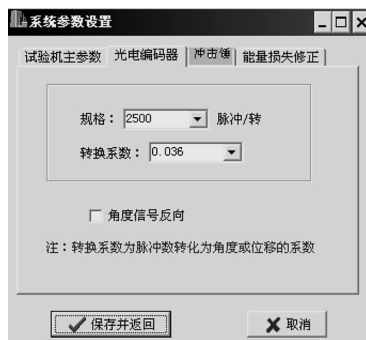 系统参数设置
试验机主参数 光电编码器 冲击锤 能量损失修正
规格： 2500 脉冲/转
转换系数： 0.036
角度信号反向
注：转换系数为脉冲数转化为角度或位移的系数
保存并返回 取消